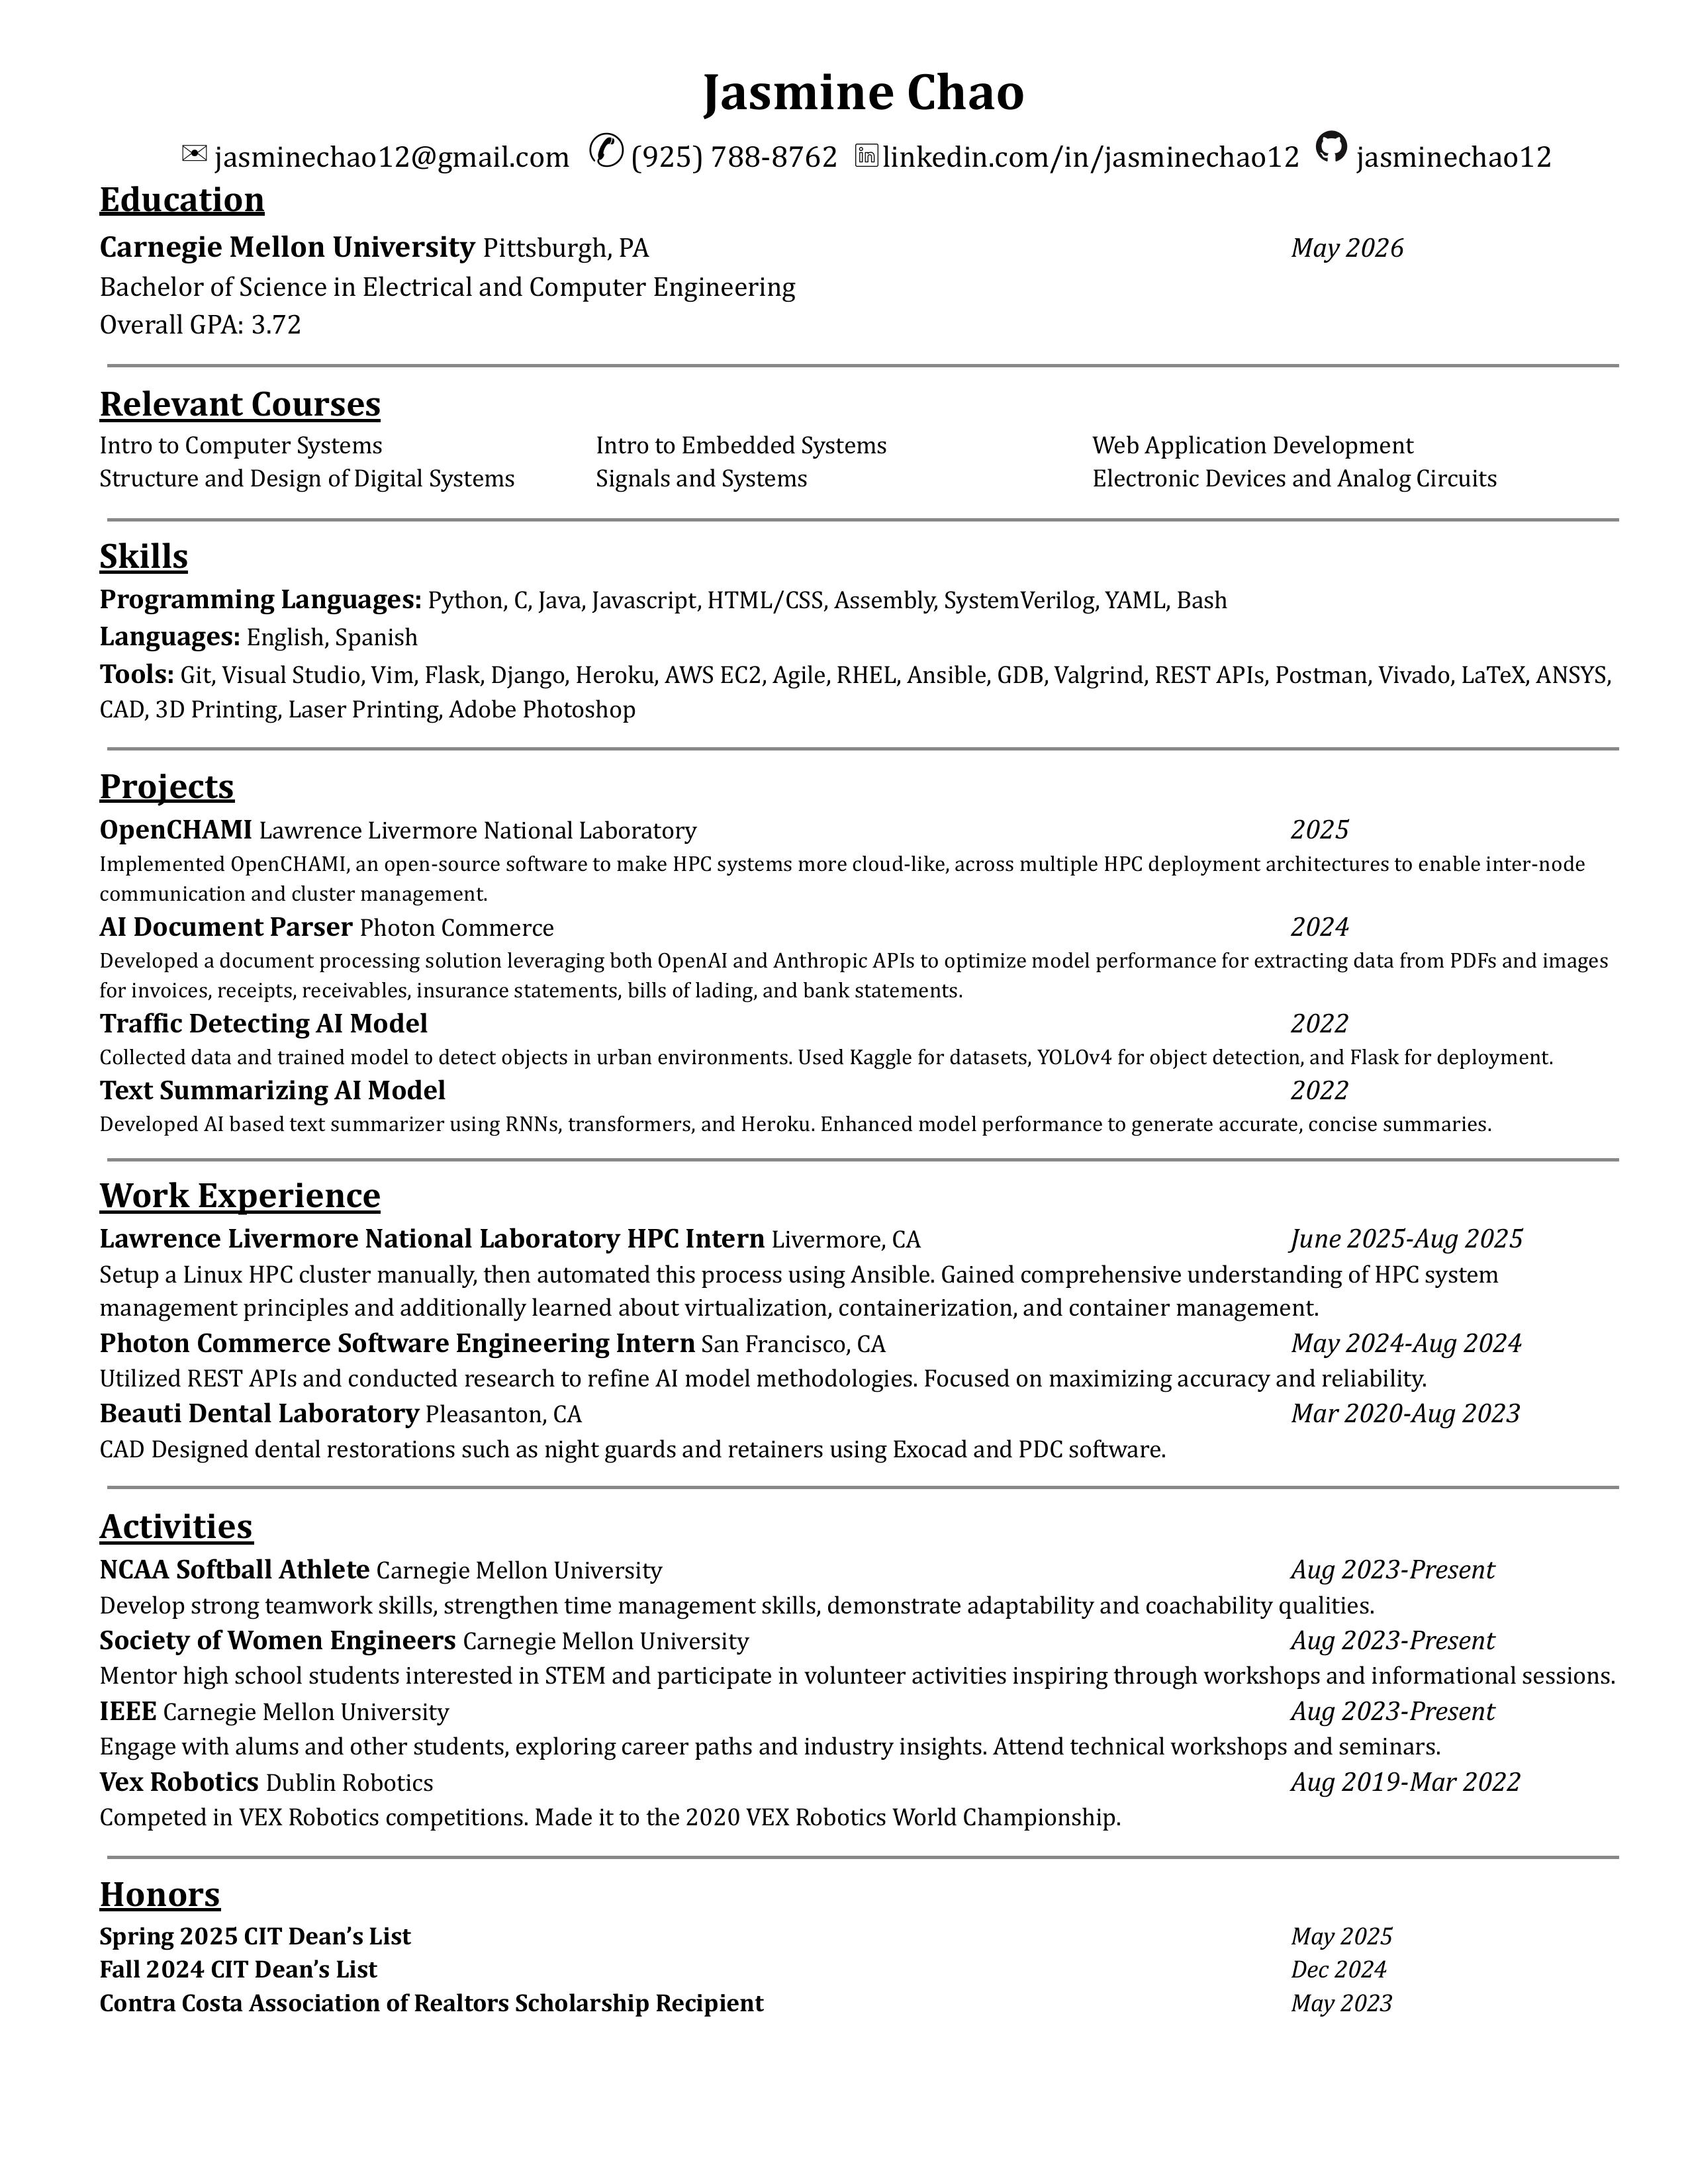 Jasmine Chao
jasminechao12@gmail.com (925) 788-8762 linkedin.com/in/jasminechao12 jasminechao12
Education
Carnegie Mellon University Pittsburgh, PA May 2026
Bachelor of Science in Electrical and Computer Engineering
Overall GPA: 3.72
Relevant Courses
Intro to Computer Systems Intro to Embedded Systems Web Application Development
Structure and Design of Digital Systems Signals and Systems Electronic Devices and Analog Circuits
Skills
Programming Languages: Python, C, Java, Javascript, HTML/CSS, Assembly, SystemVerilog, YAML, Bash
Languages: English, Spanish
Tools: Git, Visual Studio, Vim, Flask, Django, Heroku, AWS EC2, Agile, RHEL, Ansible, GDB, Valgrind, REST APIs, Postman, Vivado, LaTeX, ANSYS,
CAD, 3D Printing, Laser Printing, Adobe Photoshop
Projects
OpenCHAMI Lawrence Livermore National Laboratory 2025
Implemented OpenCHAMI, an open-source software to make HPC systems more cloud-like, across multiple HPC deployment architectures to enable inter-node
communication and cluster management.
AI Document Parser Photon Commerce 2024
Developed a document processing solution leveraging both OpenAI and Anthropic APIs to optimize model performance for extracting data from PDFs and images
for invoices, receipts, receivables, insurance statements, bills of lading, and bank statements.
Traffic Detecting AI Model 2022
Collected data and trained model to detect objects in urban environments. Used Kaggle for datasets, YOLOv4 for object detection, and Flask for deployment.
Text Summarizing AI Model 2022
Developed AI based text summarizer using RNNs, transformers, and Heroku. Enhanced model performance to generate accurate, concise summaries.
Work Experience
Lawrence Livermore National Laboratory HPC Intern Livermore, CA June 2025-Aug 2025
Setup a Linux HPC cluster manually, then automated this process using Ansible. Gained comprehensive understanding of HPC system
management principles and additionally learned about virtualization, containerization, and container management.
Photon Commerce Software Engineering Intern San Francisco, CA May 2024-Aug 2024
Utilized REST APIs and conducted research to refine AI model methodologies. Focused on maximizing accuracy and reliability.
Beauti Dental Laboratory Pleasanton, CA Mar 2020-Aug 2023
CAD Designed dental restorations such as night guards and retainers using Exocad and PDC software.
Activities
NCAA Softball Athlete Carnegie Mellon University Aug 2023-Present
Develop strong teamwork skills, strengthen time management skills, demonstrate adaptability and coachability qualities.
Society of Women Engineers Carnegie Mellon University Aug 2023-Present
Mentor high school students interested in STEM and participate in volunteer activities inspiring through workshops and informational sessions.
IEEE Carnegie Mellon University Aug 2023-Present
Engage with alums and other students, exploring career paths and industry insights. Attend technical workshops and seminars.
Vex Robotics Dublin Robotics Aug 2019-Mar 2022
Competed in VEX Robotics competitions. Made it to the 2020 VEX Robotics World Championship.
Honors
Spring 2025 CIT Dean’s List May 2025
Fall 2024 CIT Dean’s List Dec 2024
Contra Costa Association of Realtors Scholarship Recipient May 2023